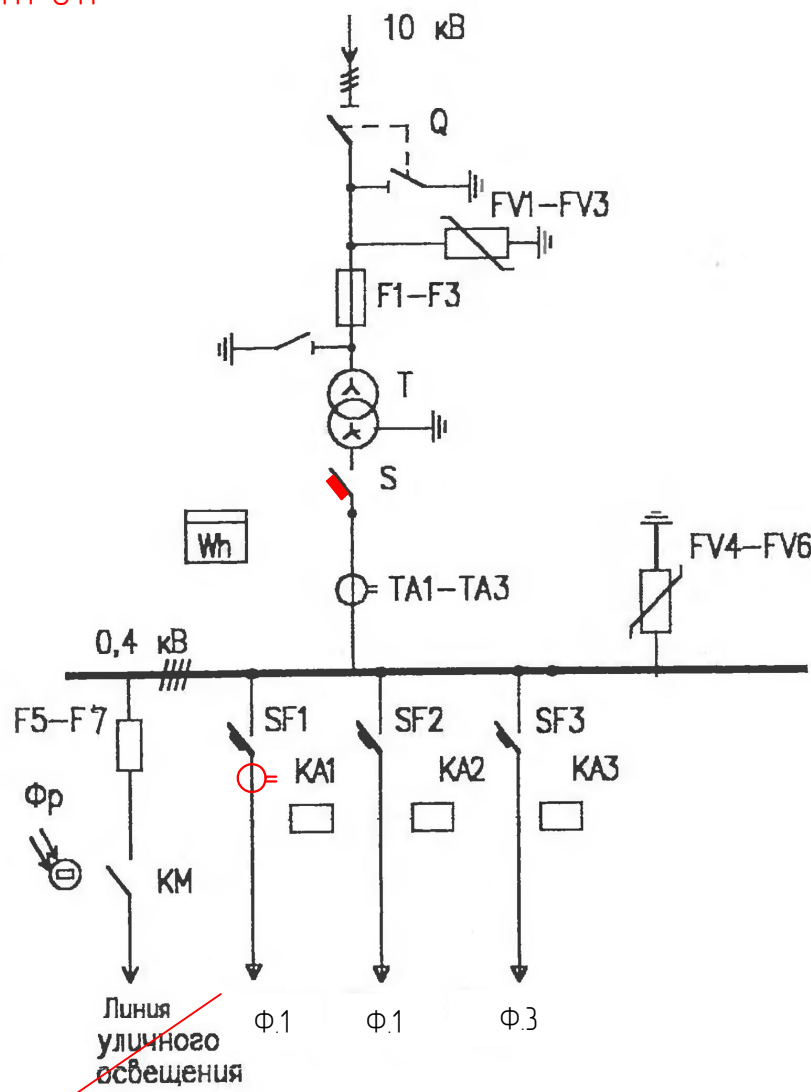 10 кВ
Q
FV1-FV3
F1-F3
T
S
Wh
TA1-TA3
FV4-FV6
0,4 кВ
F5-F7
SF1
SF2
SF3
KA1
KA2
KA3
Фр
KM
Линия
уличного
освещения
Ф.1
Ф.1
Ф.3